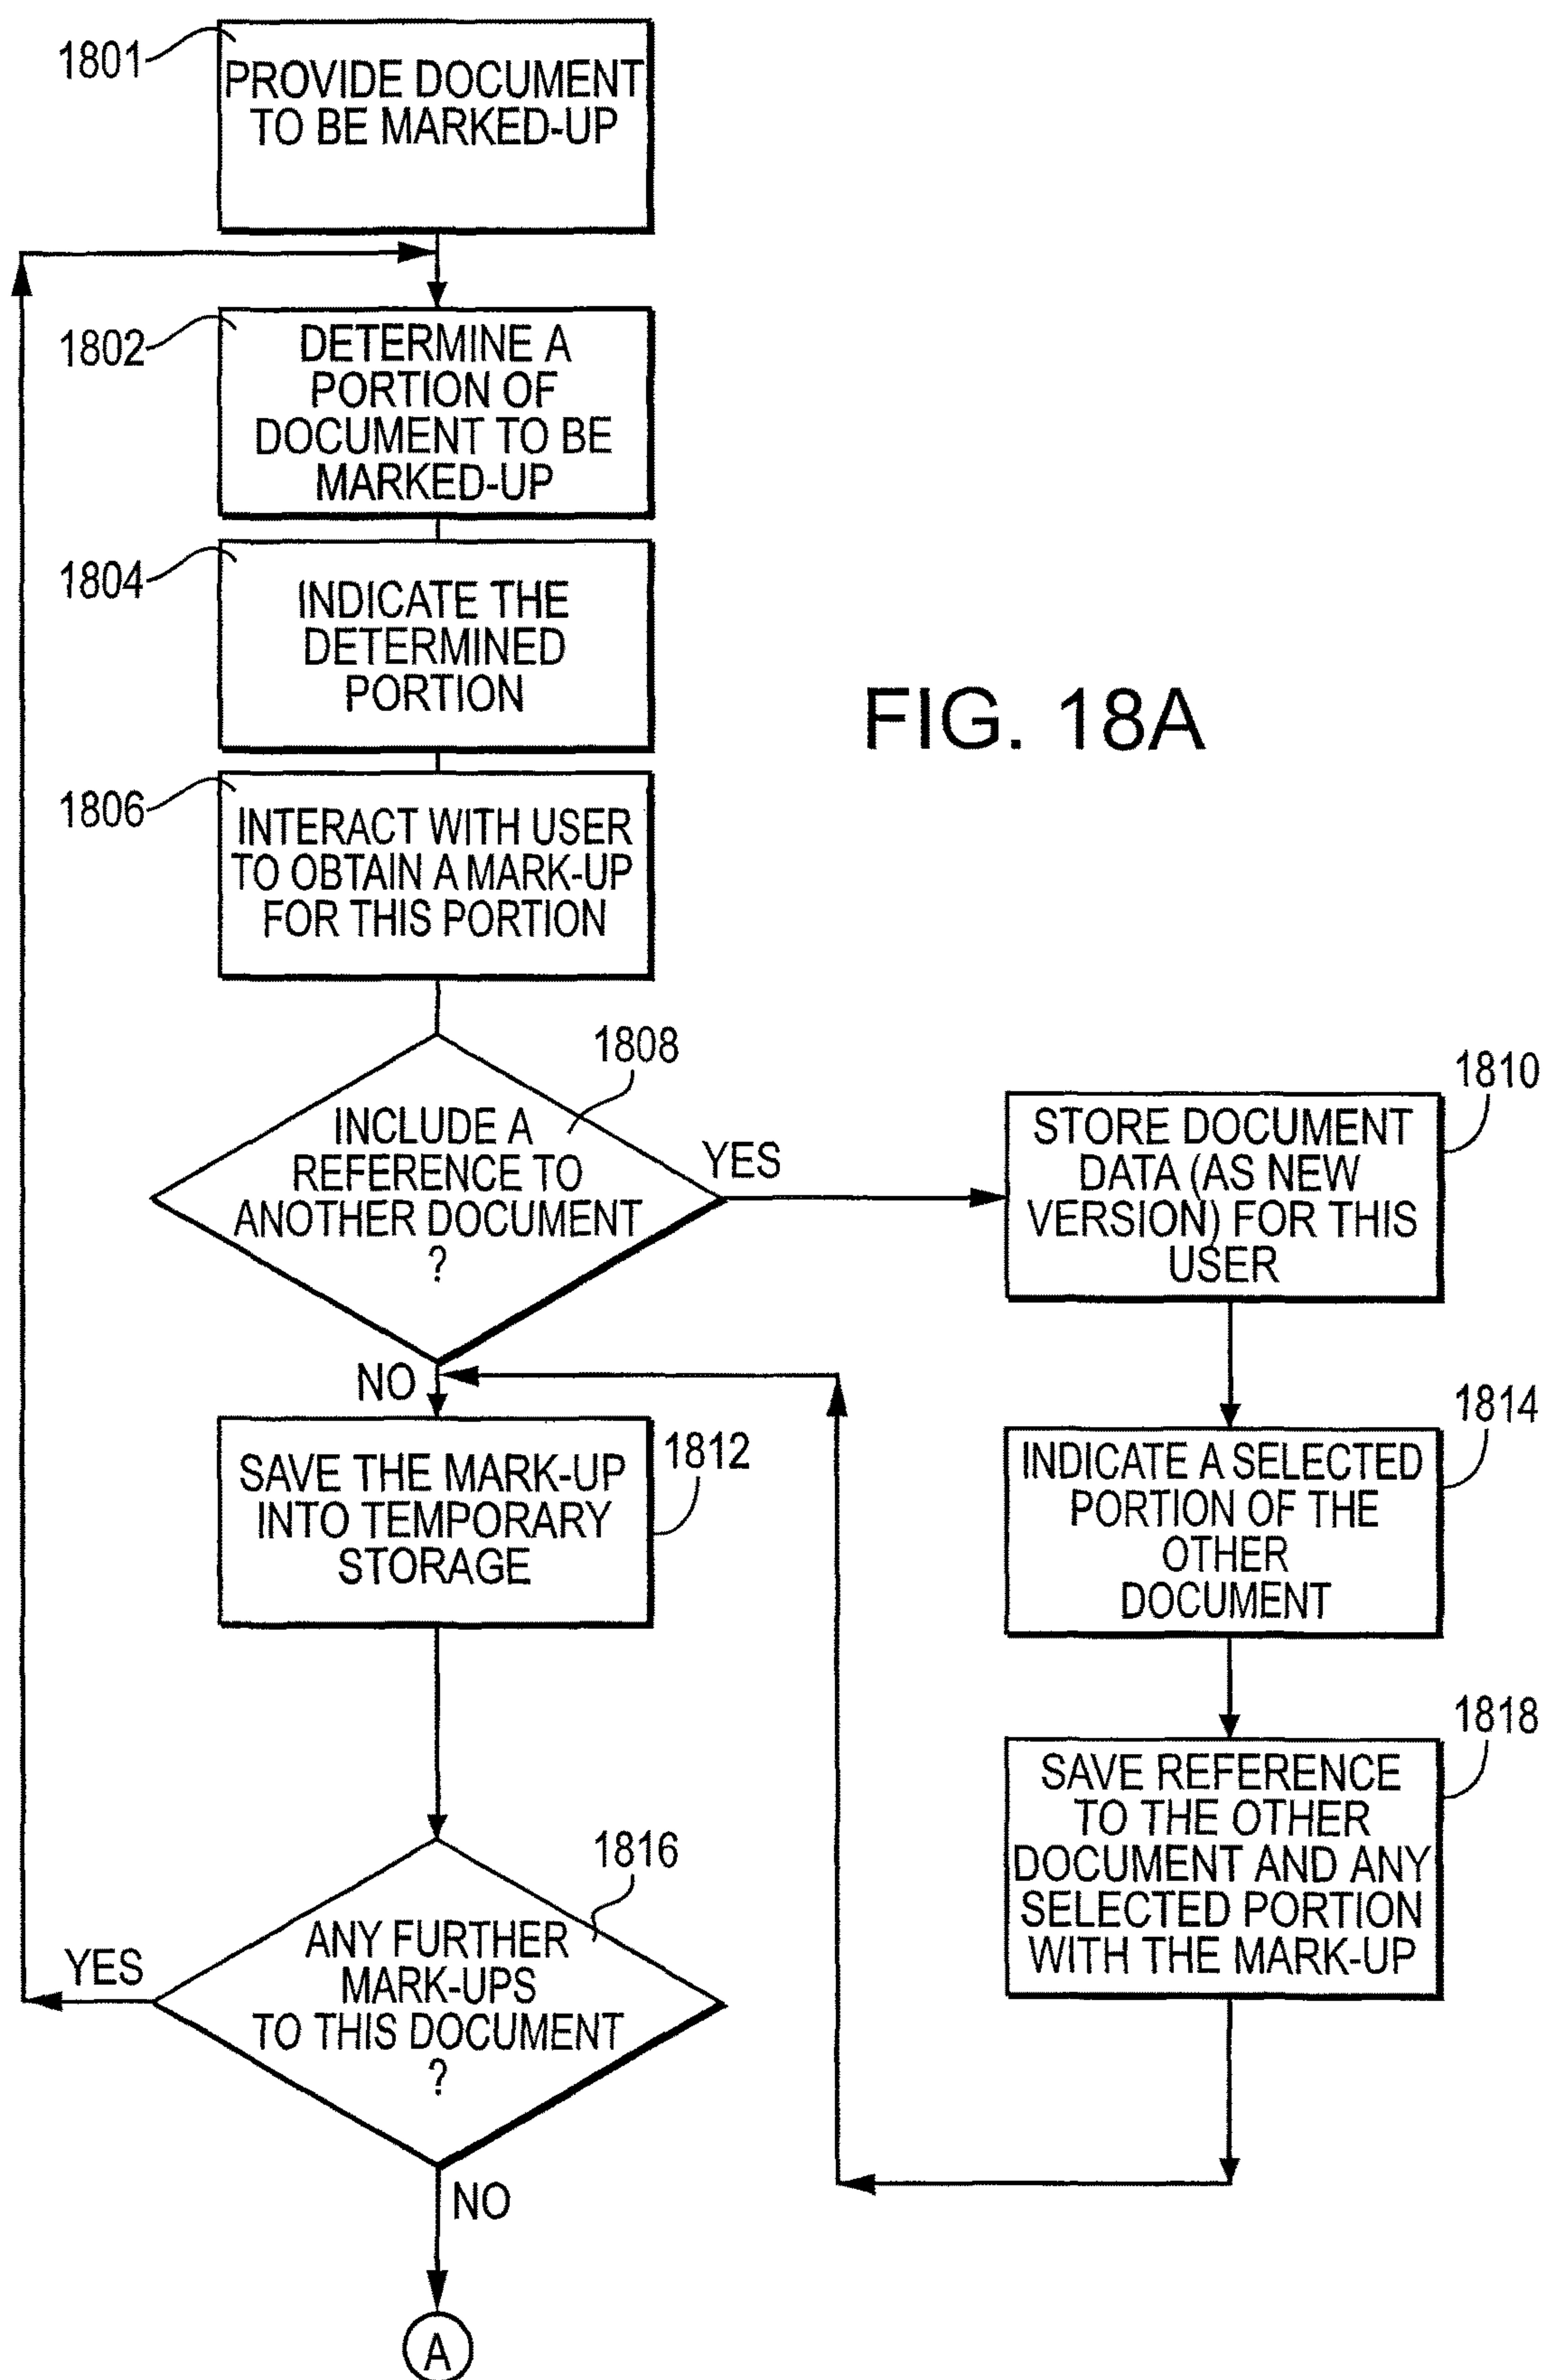 1801
PROVIDE DOCUMENT
TO BE MARKED-UP
1802
DETERMINE A
PORTION OF
DOCUMENT TO BE
MARKED-UP
1804
INDICATE THE
DETERMINED
PORTION
FIG. 18A
1806
INTERACT WITH USER
TO OBTAIN A MARK-UP
FOR THIS PORTION
1808
INCLUDE A
REFERENCE TO
ANOTHER DOCUMENT
?
YES
NO
1810
STORE DOCUMENT
DATA (AS NEW
VERSION) FOR THIS
USER
1814
INDICATE A SELECTED
PORTION OF THE
OTHER
DOCUMENT
1818
SAVE REFERENCE
TO THE OTHER
DOCUMENT AND ANY
SELECTED PORTION
WITH THE MARK-UP
1812
SAVE THE MARK-UP
INTO TEMPORARY
STORAGE
1816
ANY FURTHER
MARK-UPS
TO THIS DOCUMENT
?
YES
NO
A